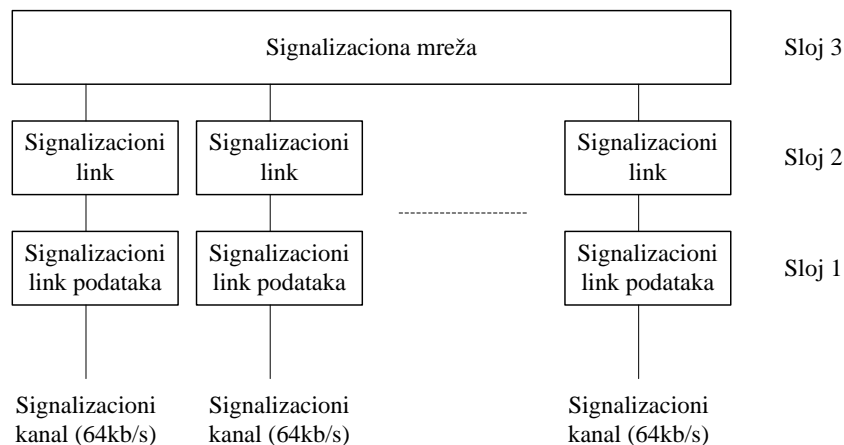 Signalizaciona mreža
Sloj 3
Signalizacioni
link
Signalizacioni
link
Signalizacioni
link
Sloj 2
Signalizacioni
link podataka
Signalizacioni
link podataka
Signalizacioni
link podataka
Sloj 1
Signalizacioni
kanal (64kb/s)
Signalizacioni
kanal (64kb/s)
Signalizacioni
kanal (64kb/s)